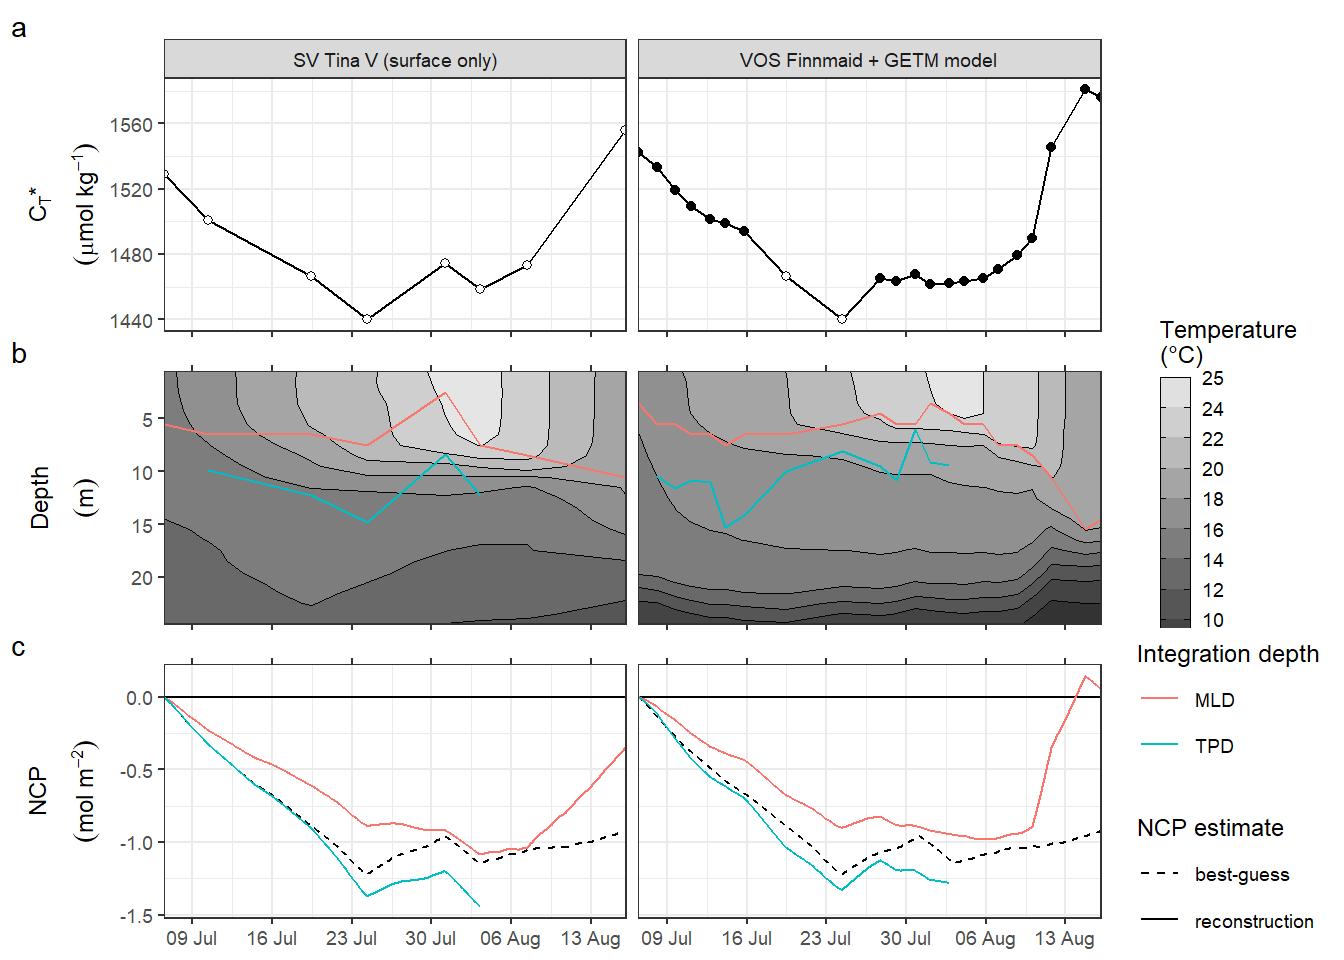 a
SV Tina V (surface only)
VOS Finnmaid + GETM model
C_T*
(μmol kg⁻¹)
1560
1520
1480
1440
b
Depth
(m)
5
10
15
20
Temperature
(°C)
25
24
22
20
18
16
14
12
10
c
NCP
(mol m⁻²)
0.0
-0.5
-1.0
-1.5
09 Jul
16 Jul
23 Jul
30 Jul
06 Aug
13 Aug
09 Jul
16 Jul
23 Jul
30 Jul
06 Aug
13 Aug
Integration depth
MLD
TPD
NCP estimate
best-guess
reconstruction